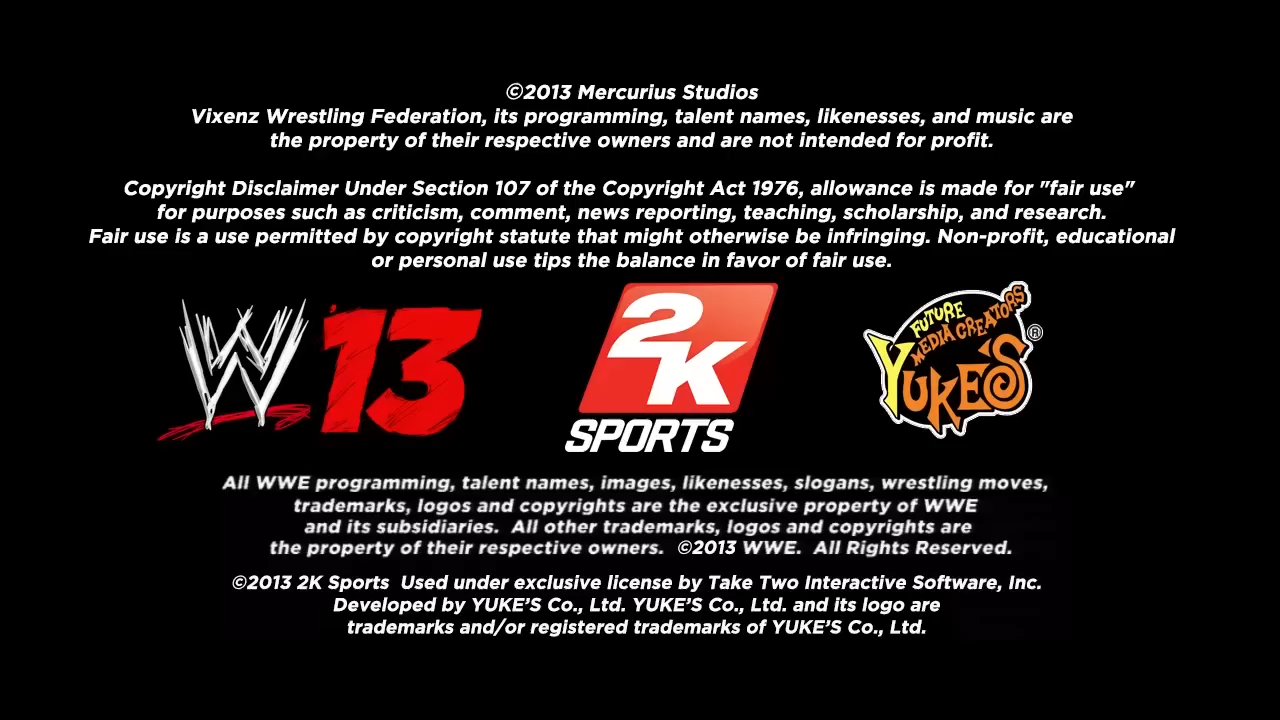 ©2013 Mercurius Studios
Vixenz Wrestling Federation, its programming, talent names, likenesses, and music are
the property of their respective owners and are not intended for profit.
Copyright Disclaimer Under Section 107 of the Copyright Act 1976, allowance is made for "fair use"
for purposes such as criticism, comment, news reporting, teaching, scholarship, and research.
Fair use is a use permitted by copyright statute that might otherwise be infringing. Non-profit, educational
or personal use tips the balance in favor of fair use.
W 13
2K
SPORTS
FUTURE
MEDIA CREATORS
YUKE'S ®
All WWE programming, talent names, images, likenesses, slogans, wrestling moves,
trademarks, logos and copyrights are the exclusive property of WWE
and its subsidiaries. All other trademarks, logos and copyrights are
the property of their respective owners. ©2013 WWE. All Rights Reserved.
©2013 2K Sports Used under exclusive license by Take Two Interactive Software, Inc.
Developed by YUKE'S Co., Ltd. YUKE'S Co., Ltd. and its logo are
trademarks and/or registered trademarks of YUKE'S Co., Ltd.